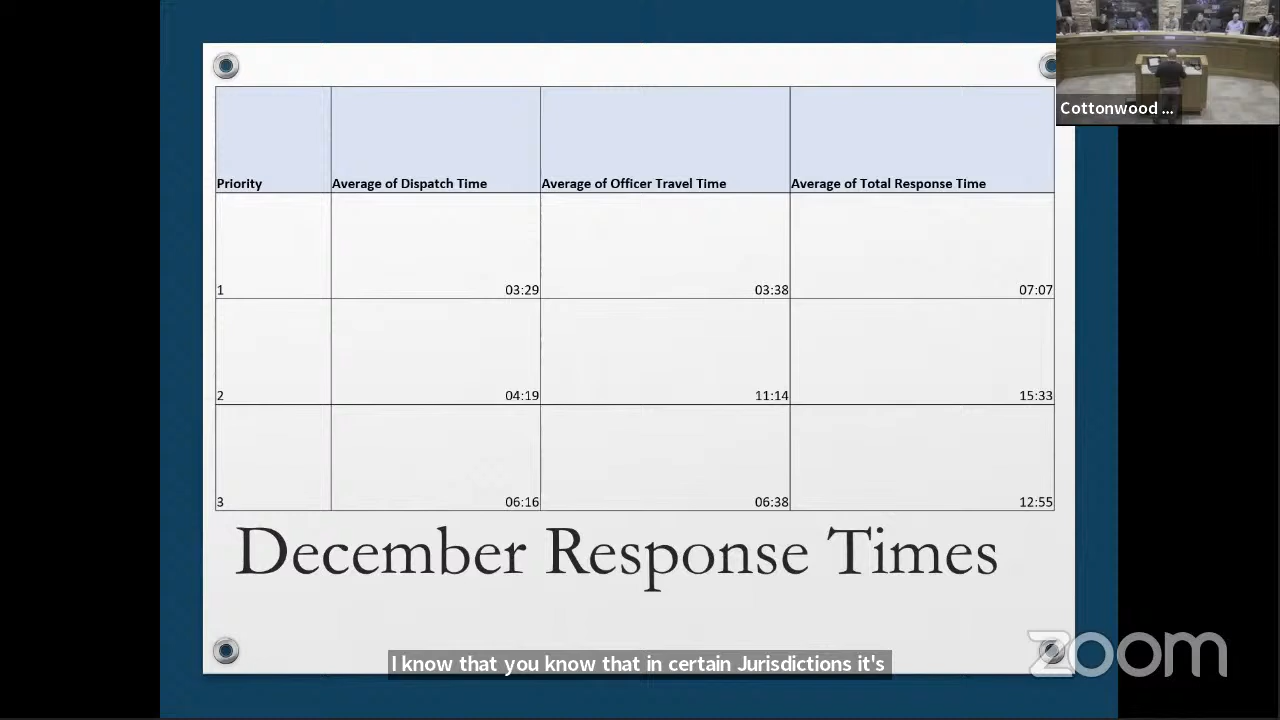 Cottonwood ...
Priority Average of Dispatch Time Average of Officer Travel Time Average of Total Response Time
1 03:29 03:38 07:07
2 04:19 11:14 15:33
3 06:16 06:38 12:55
December Response Times
I know that you know that in certain Jurisdictions it's
zoom